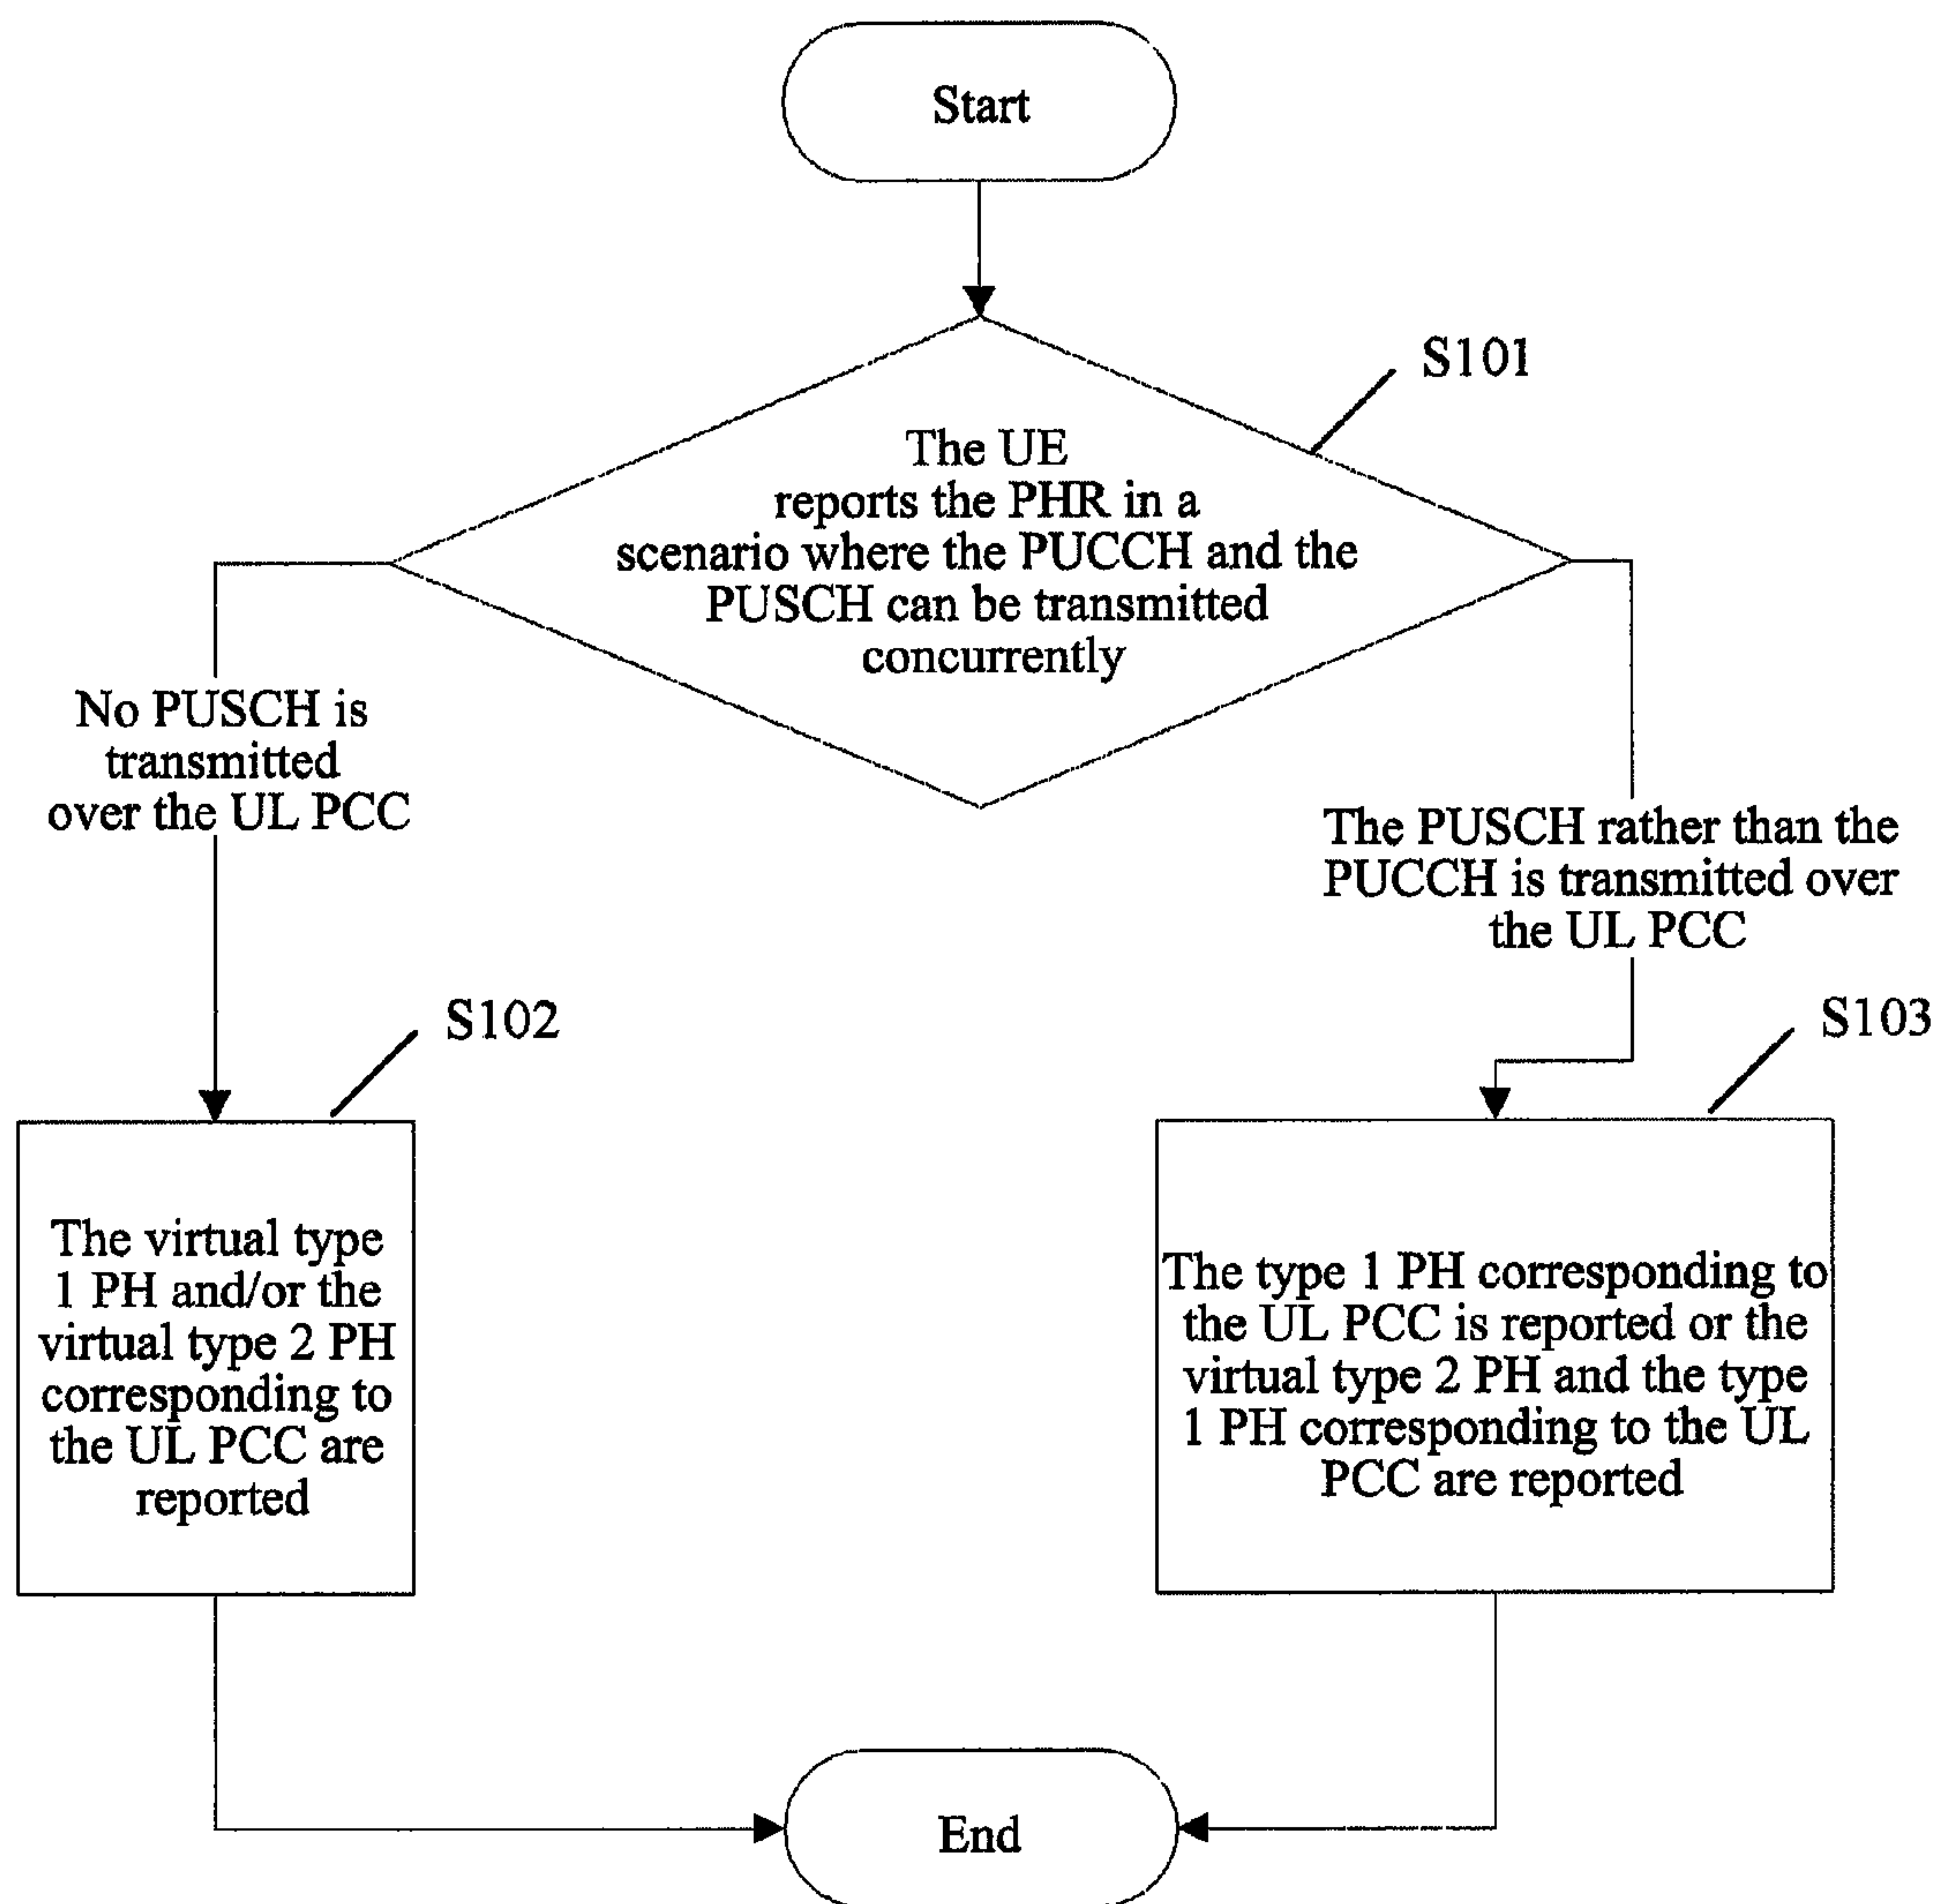 Start
S101
The UE
reports the PHR in a
scenario where the PUCCH and the
PUSCH can be transmitted
concurrently
No PUSCH is
transmitted
over the UL PCC
The PUSCH rather than the
PUCCH is transmitted over
the UL PCC
S102
S103
The virtual type
1 PH and/or the
virtual type 2 PH
corresponding to
the UL PCC are
reported
The type 1 PH corresponding to
the UL PCC is reported or the
virtual type 2 PH and the type
1 PH corresponding to the UL
PCC are reported
End